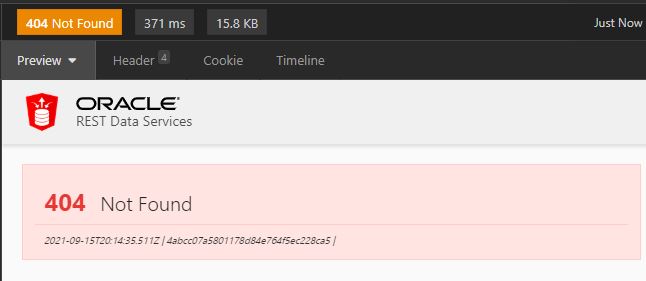 404 Not Found 371 ms 15.8 KB Just Now
Preview Header 4 Cookie Timeline
ORACLE®
REST Data Services
404 Not Found
2021-09-15T20:14:35.511Z | 4abcc07a5801178d84e764f5ec228ca5 |